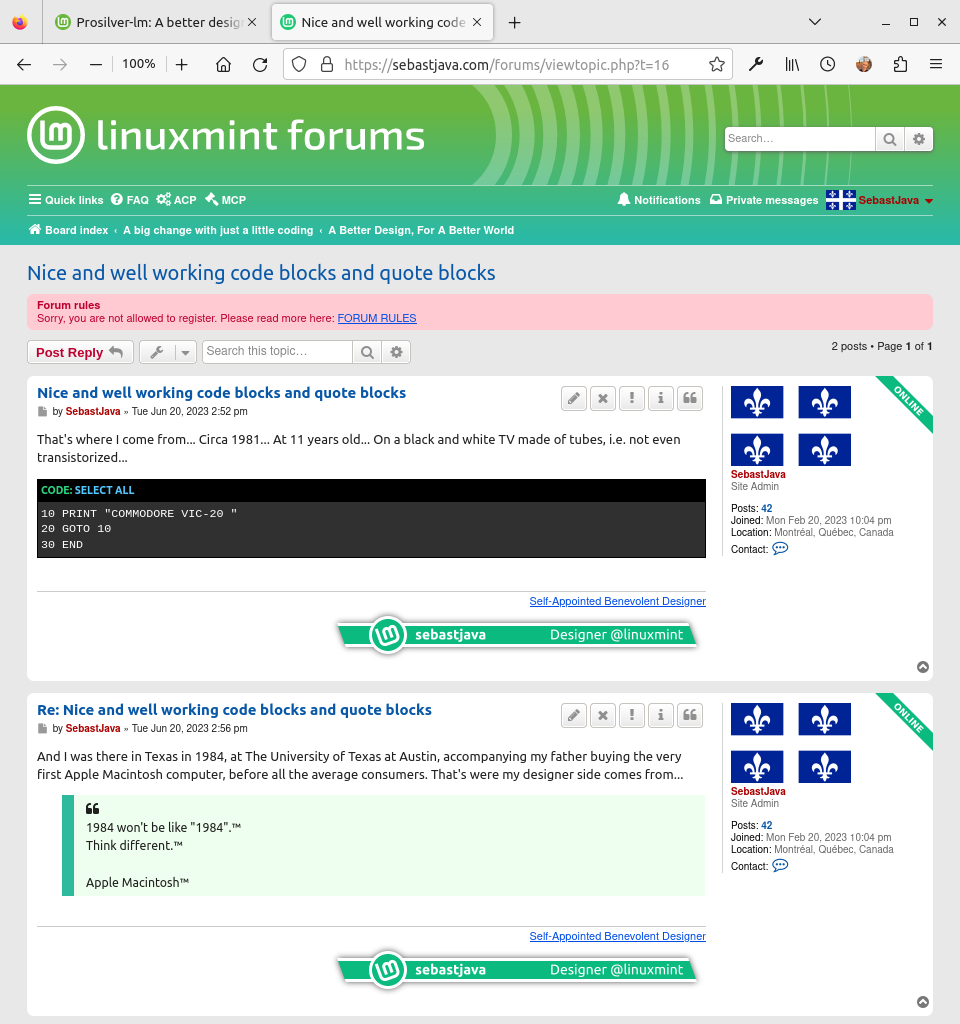 Prosilver-lm: A better desig
Nice and well working code
100%
https://sebastjava.com/forums/viewtopic.php?t=16
linuxmint forums
Search…
Quick links FAQ ACP MCP
Notifications Private messages SebastJava
Board index ‹ A big change with just a little coding ‹ A Better Design, For A Better World
Nice and well working code blocks and quote blocks
Forum rules
Sorry, you are not allowed to register. Please read more here: FORUM RULES
Post Reply
Search this topic…
2 posts • Page 1 of 1
Nice and well working code blocks and quote blocks
by SebastJava » Tue Jun 20, 2023 2:52 pm
That's where I come from... Circa 1981... At 11 years old... On a black and white TV made of tubes, i.e. not even
transistorized...
CODE: SELECT ALL
10 PRINT "COMMODORE VIC-20 "
20 GOTO 10
30 END
Self-Appointed Benevolent Designer
sebastjava Designer @linuxmint
ONLINE
SebastJava
Site Admin
Posts: 42
Joined: Mon Feb 20, 2023 10:04 pm
Location: Montréal, Québec, Canada
Contact:
Re: Nice and well working code blocks and quote blocks
by SebastJava » Tue Jun 20, 2023 2:56 pm
And I was there in Texas in 1984, at The University of Texas at Austin, accompanying my father buying the very
first Apple Macintosh computer, before all the average consumers. That's were my designer side comes from...
1984 won't be like "1984".™
Think different.™
Apple Macintosh™
Self-Appointed Benevolent Designer
sebastjava Designer @linuxmint
ONLINE
SebastJava
Site Admin
Posts: 42
Joined: Mon Feb 20, 2023 10:04 pm
Location: Montréal, Québec, Canada
Contact: